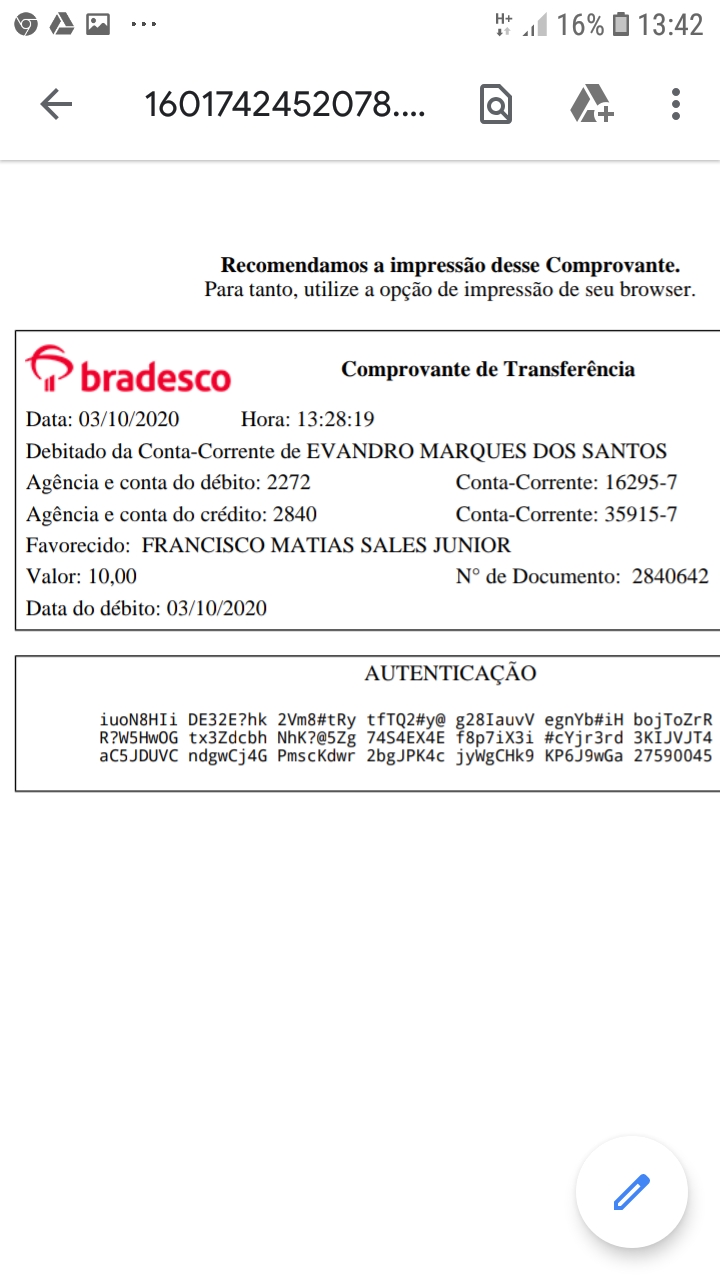 H+ 16% 13:42
1601742452078....
Recomendamos a impressão desse Comprovante.
Para tanto, utilize a opção de impressão de seu browser.
bradesco Comprovante de Transferência
Data: 03/10/2020 Hora: 13:28:19
Debitado da Conta-Corrente de EVANDRO MARQUES DOS SANTOS
Agência e conta do débito: 2272 Conta-Corrente: 16295-7
Agência e conta do crédito: 2840 Conta-Corrente: 35915-7
Favorecido: FRANCISCO MATIAS SALES JUNIOR
Valor: 10,00 N° de Documento: 2840642
Data do débito: 03/10/2020
AUTENTICAÇÃO
iuoN8HIi DE32E?hk 2Vm8#tRy tfTQ2#y@ g28IauvV egnYb#iH bojToZrR
R?W5HwOG tx3Zdcbh NhK?@5Zg 74S4EX4E f8p7iX3i #cYjr3rd 3KIJVJT4
aC5JDUVC ndgwCj4G PmscKdwr 2bgJPK4c jyWgCHk9 KP6J9wGa 27590045